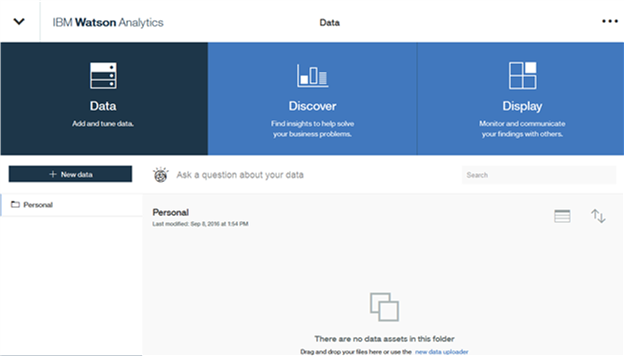 IBM Watson Analytics
Data
Data
Add and tune data.
Discover
Find insights to help solve
your business problems.
Display
Monitor and communicate
your findings with others.
+ New data
Ask a question about your data
Search
Personal
Personal
Last modified: Sep 8, 2016 at 1:54 PM
There are no data assets in this folder
Drag and drop your files here or use the new data uploader